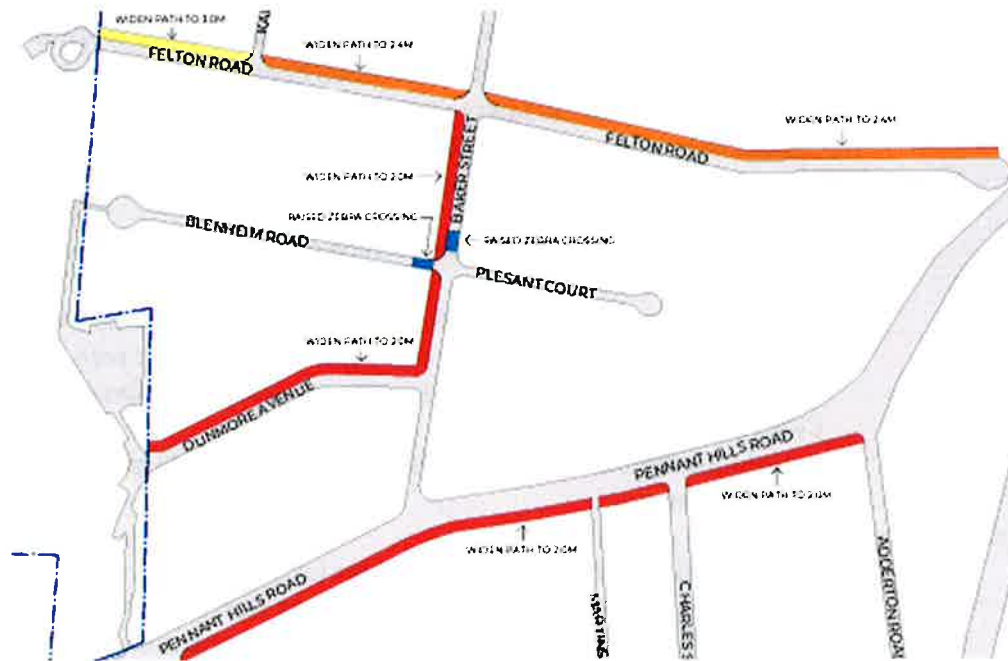 WIDEN PATH TO 3.0M
WIDEN PATH TO 2.4M
FELTON ROAD
WIDEN PATH TO 2.4M
FELTON ROAD
BAKER STREET
WIDEN PATH TO 2.0M
RAISED ZEBRA CROSSING
RAISED ZEBRA CROSSING
BLENHEIM ROAD
PLESANT COURT
WIDEN PATH TO 2.0M
DUNMORE AVENUE
PENNANT HILLS ROAD
WIDEN PATH TO 2.0M
WIDEN PATH TO 2.0M
PENNANT HILLS ROAD
CHARLES S
ADDERTON ROA